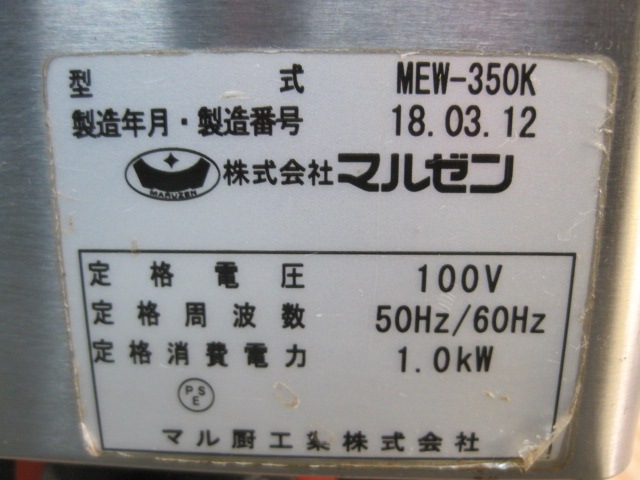 型式 MEW-350K
製造年月・製造番号 18.03.12
MARUZEN 株式会社マルゼン
定格電圧 100V
定格周波数 50Hz/60Hz
定格消費電力 1.0kW
PSE
マル厨工業株式会社